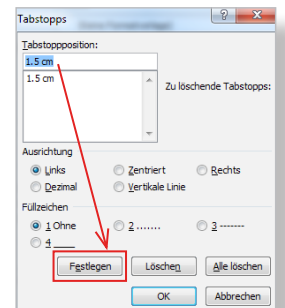 Tabstopps
Tabstoppposition:
1.5 cm
1.5 cm
Zu löschende Tabstopps:
Ausrichtung
Links Zentriert Rechts
Dezimal Vertikale Linie
Füllzeichen
1 Ohne 2 ....... 3 -------
4 ___
Festlegen Löschen Alle löschen
OK Abbrechen